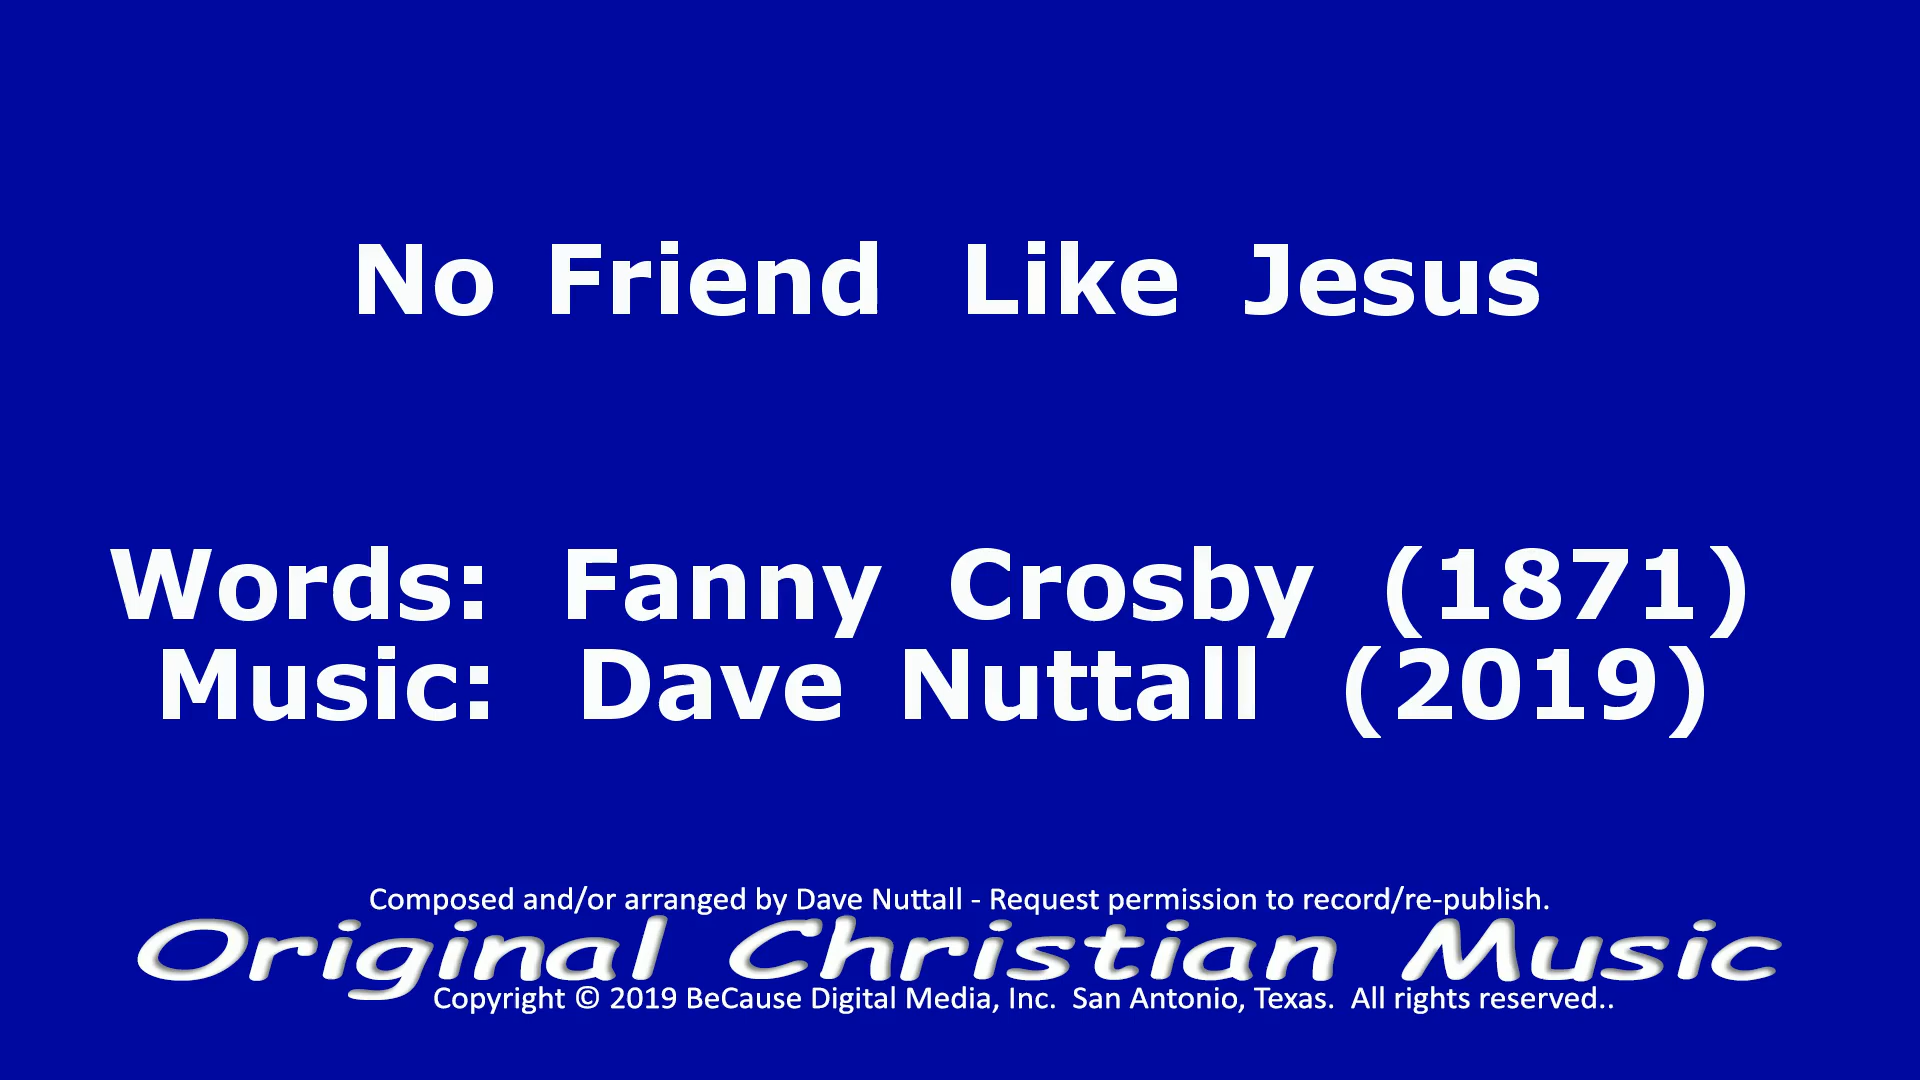 No Friend Like Jesus
Words: Fanny Crosby (1871)
Music: Dave Nuttall (2019)
Composed and/or arranged by Dave Nuttall - Request permission to record/re-publish.
Original Christian Music
Copyright © 2019 BeCause Digital Media, Inc. San Antonio, Texas. All rights reserved..